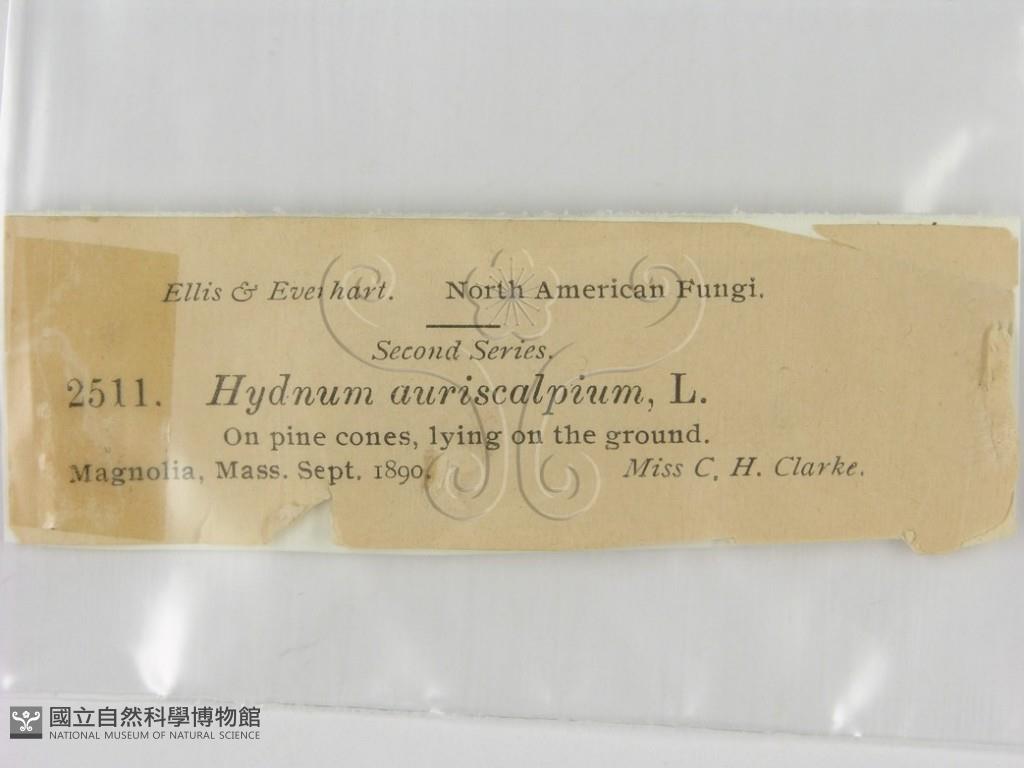 Ellis & Everhart. North American Fungi.
Second Series.
2511. Hydnum auriscalpium, L.
On pine cones, lying on the ground.
Magnolia, Mass. Sept. 1890. Miss C. H. Clarke.
國立自然科學博物館
NATIONAL MUSEUM OF NATURAL SCIENCE